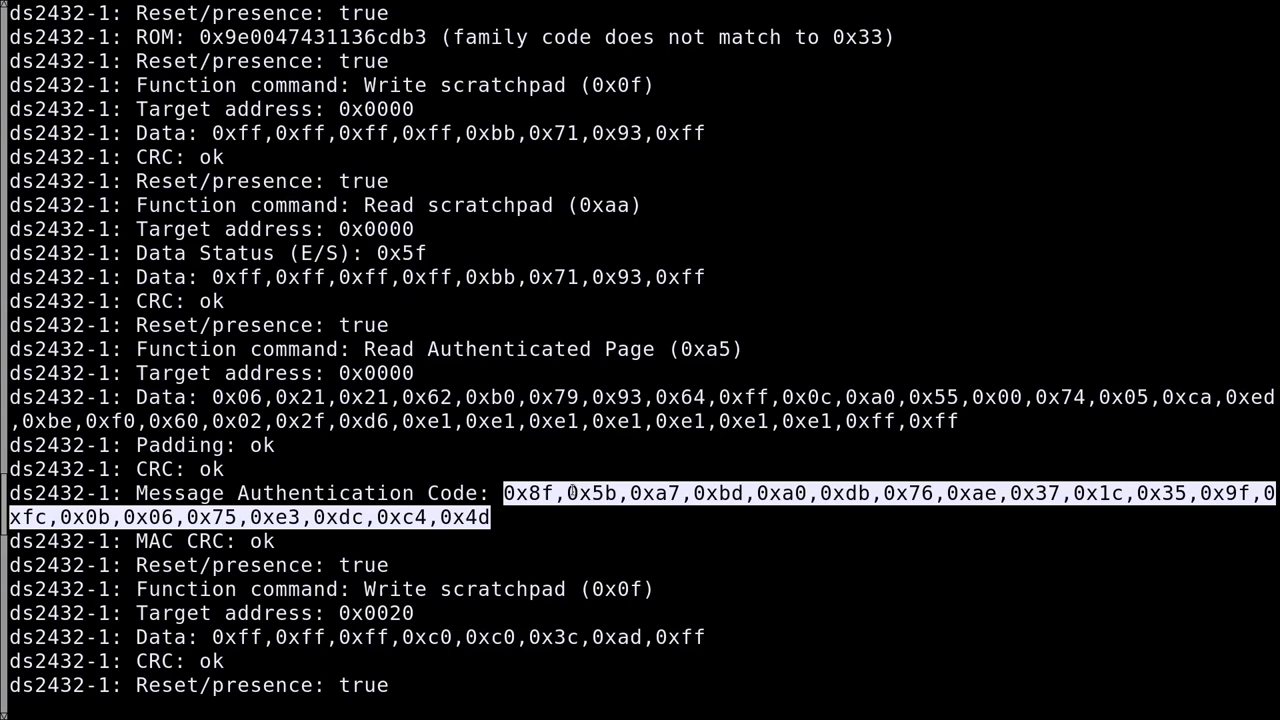 ds2432-1: Reset/presence: true
ds2432-1: ROM: 0x9e0047431136cdb3 (family code does not match to 0x33)
ds2432-1: Reset/presence: true
ds2432-1: Function command: Write scratchpad (0x0f)
ds2432-1: Target address: 0x0000
ds2432-1: Data: 0xff,0xff,0xff,0xff,0xbb,0x71,0x93,0xff
ds2432-1: CRC: ok
ds2432-1: Reset/presence: true
ds2432-1: Function command: Read scratchpad (0xaa)
ds2432-1: Target address: 0x0000
ds2432-1: Data Status (E/S): 0x5f
ds2432-1: Data: 0xff,0xff,0xff,0xff,0xbb,0x71,0x93,0xff
ds2432-1: CRC: ok
ds2432-1: Reset/presence: true
ds2432-1: Function command: Read Authenticated Page (0xa5)
ds2432-1: Target address: 0x0000
ds2432-1: Data: 0x06,0x21,0x21,0x62,0xb0,0x79,0x93,0x64,0xff,0x0c,0xa0,0x55,0x00,0x74,0x05,0xca,0xed
,0xbe,0xf0,0x60,0x02,0x2f,0xd6,0xe1,0xe1,0xe1,0xe1,0xe1,0xe1,0xe1,0xff,0xff
ds2432-1: Padding: ok
ds2432-1: CRC: ok
ds2432-1: Message Authentication Code: 0x8f,0x5b,0xa7,0xbd,0xa0,0xdb,0x76,0xae,0x37,0x1c,0x35,0x9f,0
xfc,0x0b,0x06,0x75,0xe3,0xdc,0xc4,0x4d
ds2432-1: MAC CRC: ok
ds2432-1: Reset/presence: true
ds2432-1: Function command: Write scratchpad (0x0f)
ds2432-1: Target address: 0x0020
ds2432-1: Data: 0xff,0xff,0xff,0xc0,0xc0,0x3c,0xad,0xff
ds2432-1: CRC: ok
ds2432-1: Reset/presence: true